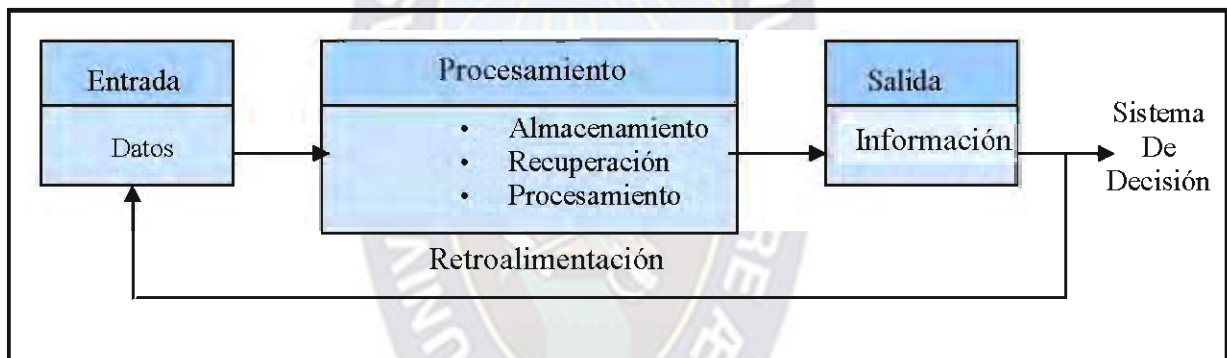 Entrada
Datos
Procesamiento
• Almacenamiento
• Recuperación
• Procesamiento
Salida
Información
Sistema
De
Decisión
Retroalimentación